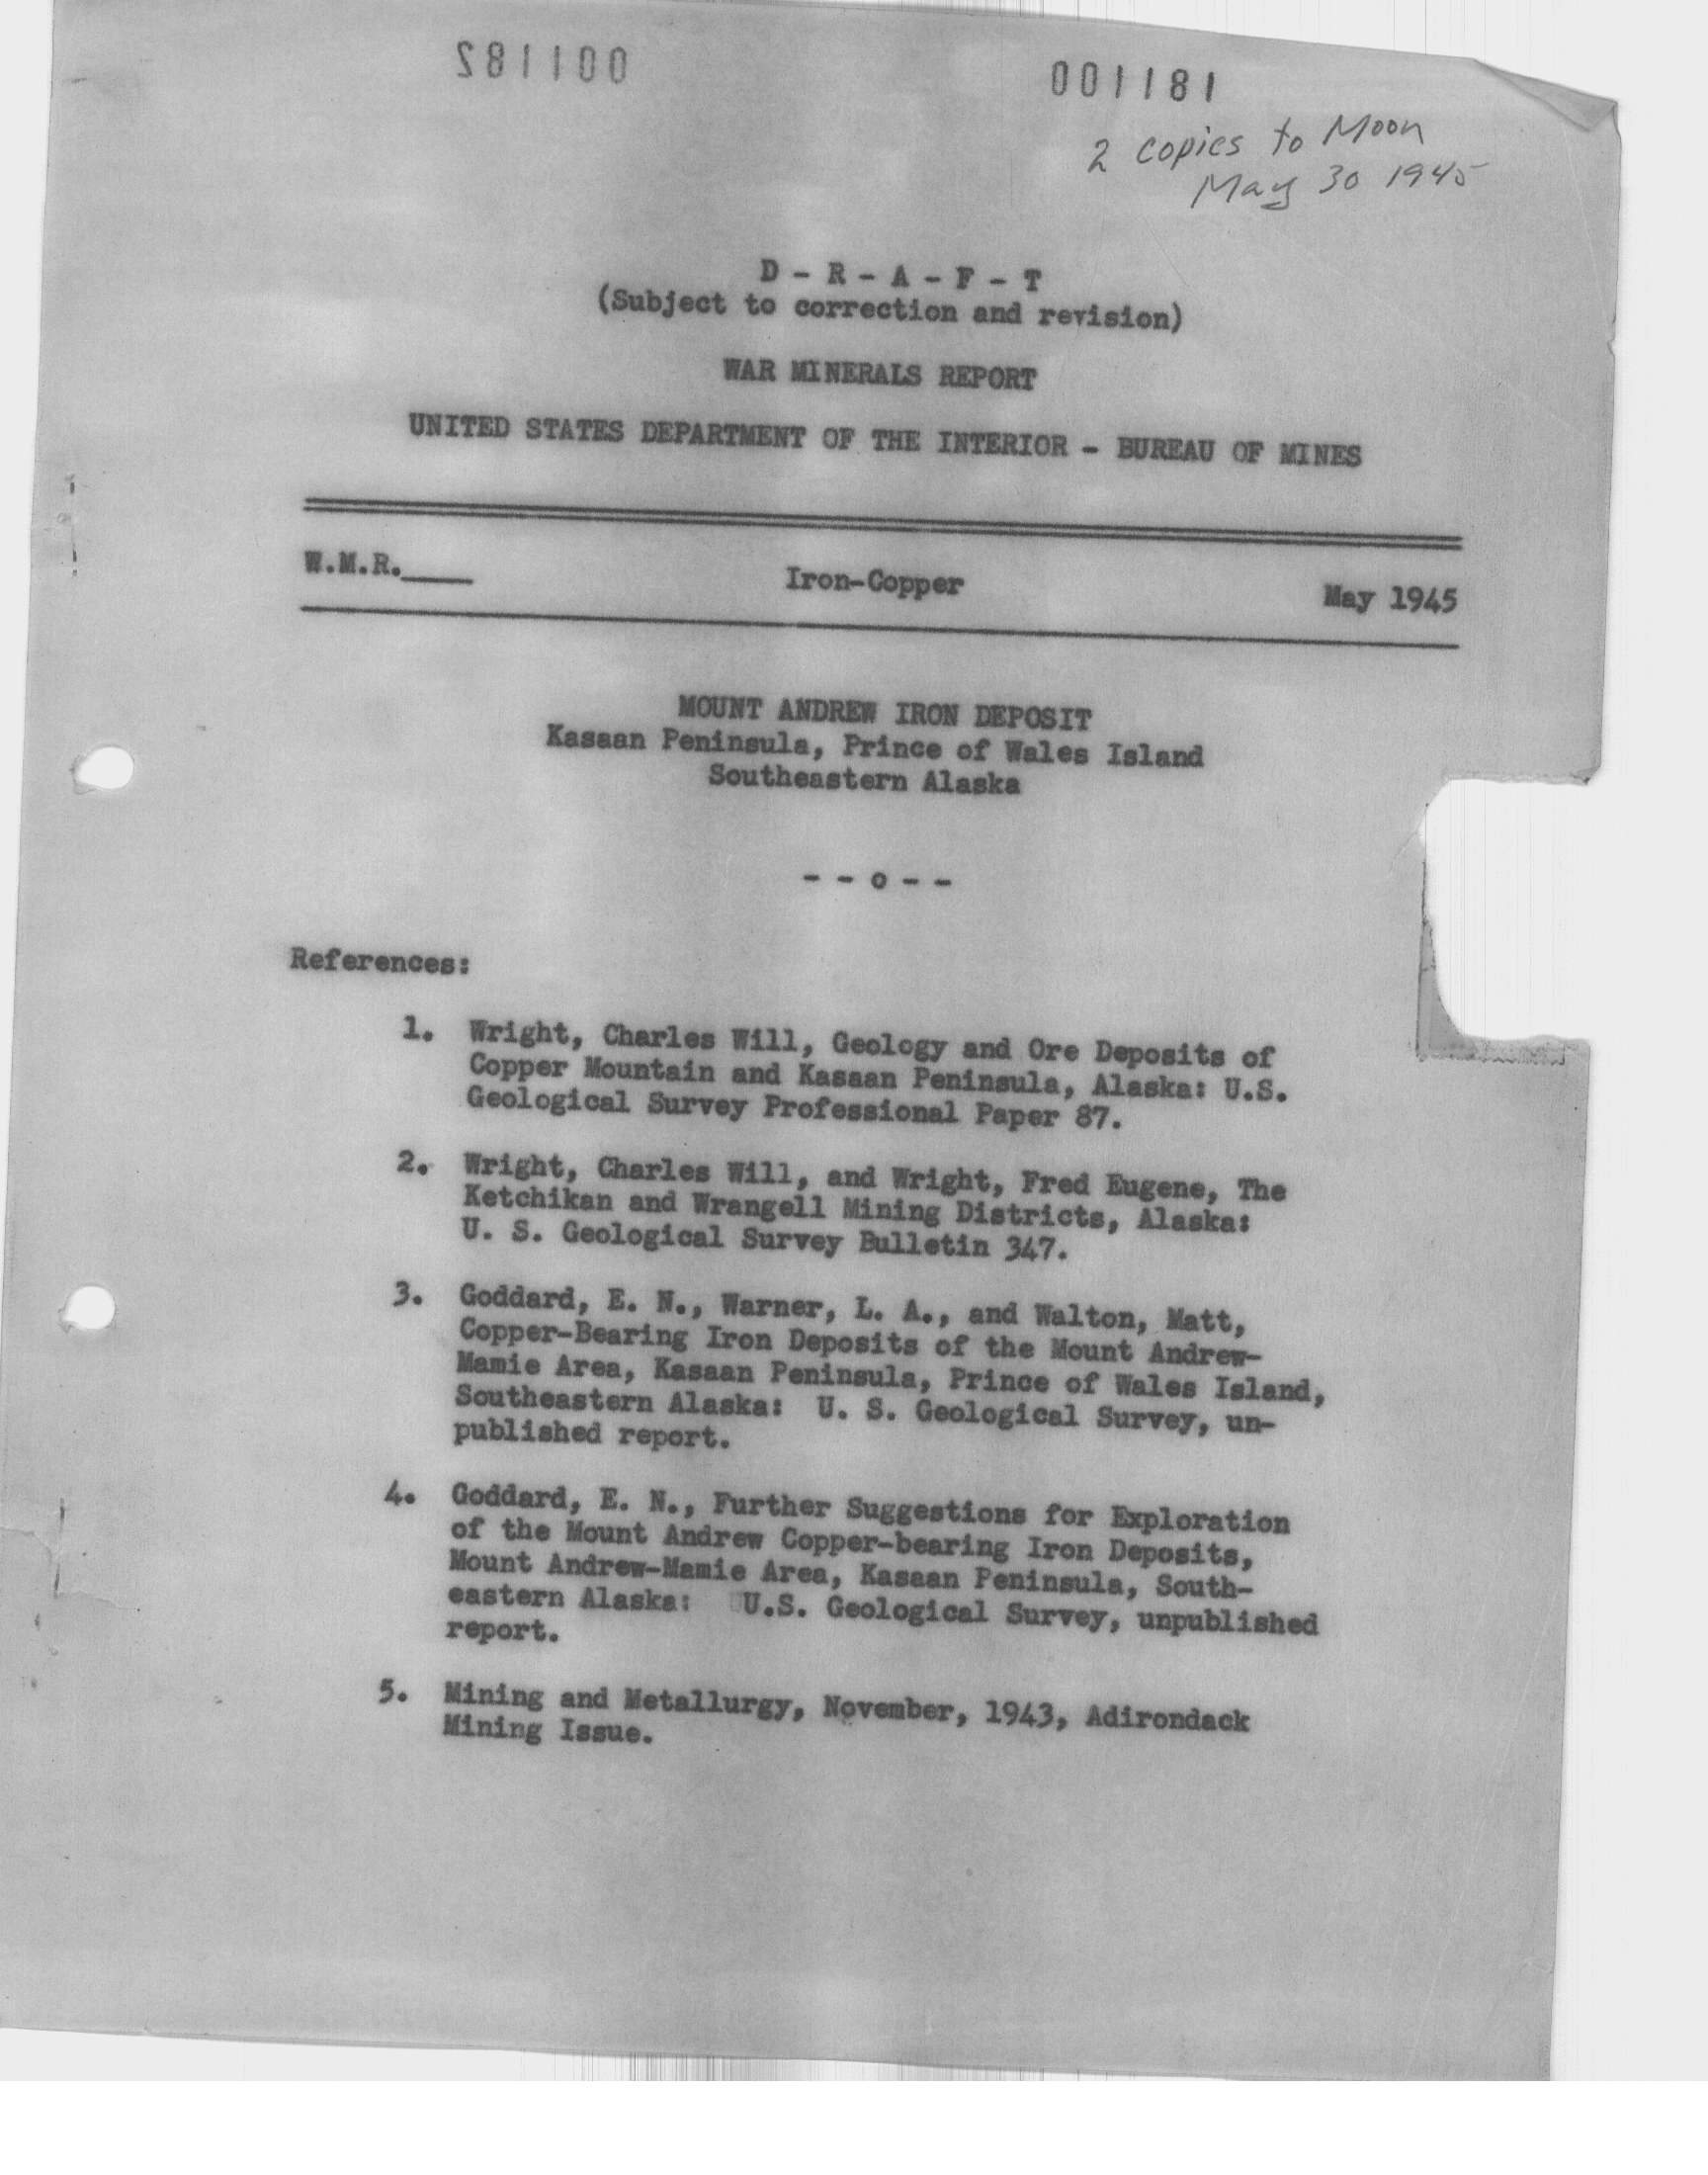 001182
001181
2 copies to Moon
May 30 1945
D - R - A - F - T
(Subject to correction and revision)
WAR MINERALS REPORT
UNITED STATES DEPARTMENT OF THE INTERIOR - BUREAU OF MINES
W.M.R.____ Iron-Copper May 1945
MOUNT ANDREW IRON DEPOSIT
Kasaan Peninsula, Prince of Wales Island
Southeastern Alaska
- - o - -
References:
1. Wright, Charles Will, Geology and Ore Deposits of
Copper Mountain and Kasaan Peninsula, Alaska: U.S.
Geological Survey Professional Paper 87.
2. Wright, Charles Will, and Wright, Fred Eugene, The
Ketchikan and Wrangell Mining Districts, Alaska:
U. S. Geological Survey Bulletin 347.
3. Goddard, E. N., Warner, L. A., and Walton, Matt,
Copper-Bearing Iron Deposits of the Mount Andrew-
Mamie Area, Kasaan Peninsula, Prince of Wales Island,
Southeastern Alaska: U. S. Geological Survey, un-
published report.
4. Goddard, E. N., Further Suggestions for Exploration
of the Mount Andrew Copper-bearing Iron Deposits,
Mount Andrew-Mamie Area, Kasaan Peninsula, South-
eastern Alaska: U.S. Geological Survey, unpublished
report.
5. Mining and Metallurgy, November, 1943, Adirondack
Mining Issue.